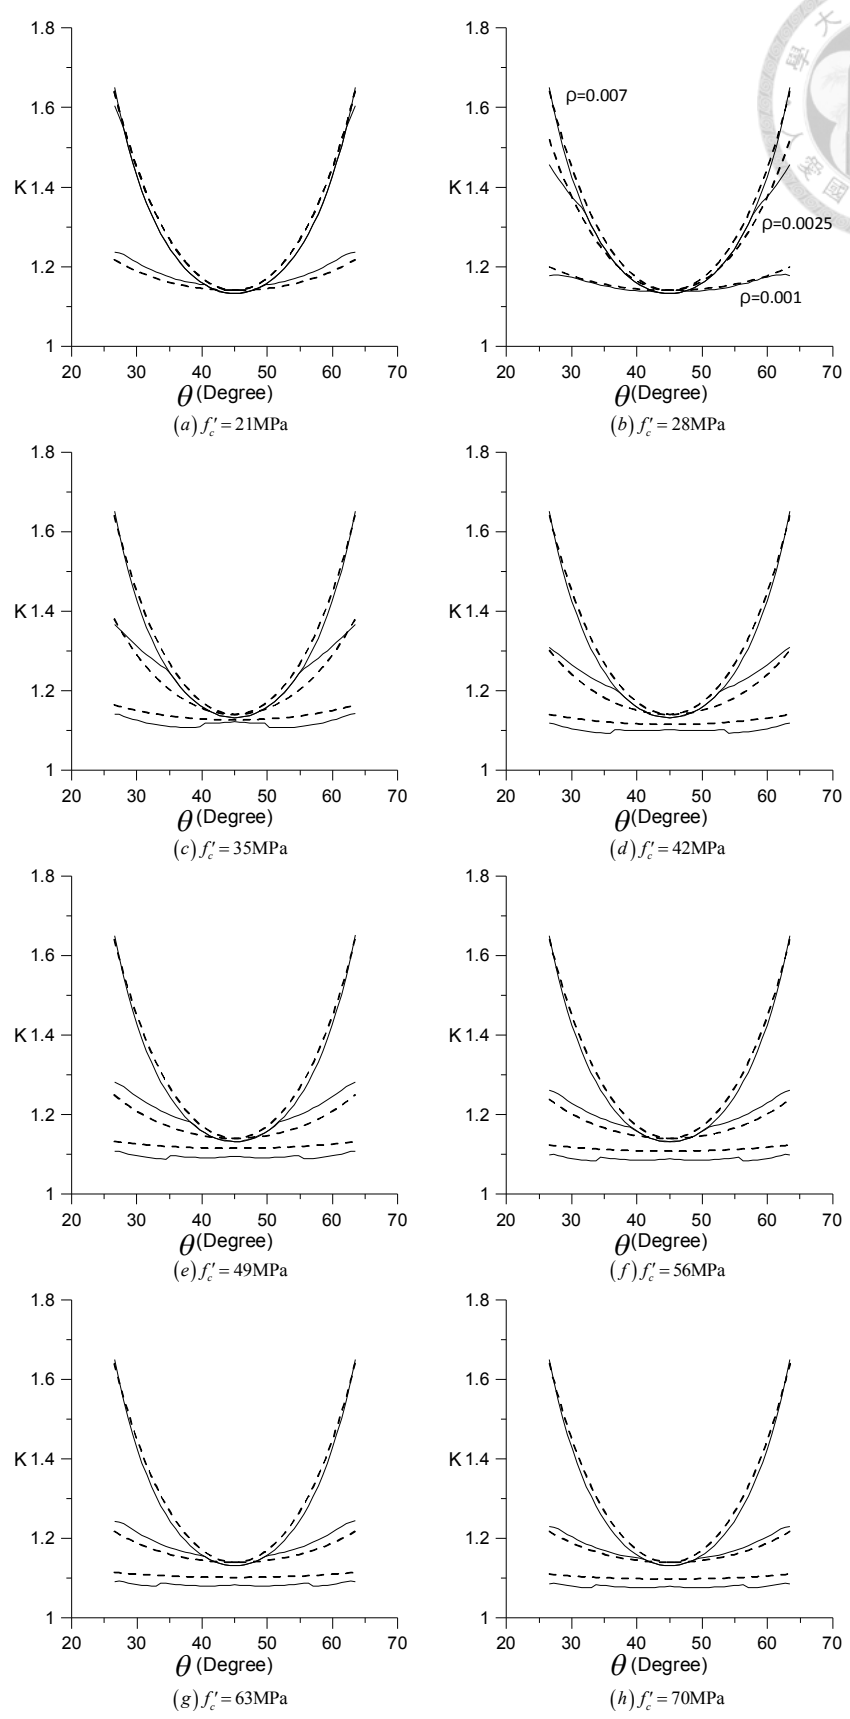 1.8
1.6
K 1.4
1.2
1
20 30 40 50 60 70
θ (Degree)
(a) f′c = 21MPa
1.8
1.6
K 1.4
1.2
1
ρ=0.007
ρ=0.0025
ρ=0.001
20 30 40 50 60 70
θ (Degree)
(b) f′c = 28MPa
大
學
人
愛
國
1.8
1.6
K 1.4
1.2
1
20 30 40 50 60 70
θ (Degree)
(c) f′c = 35MPa
1.8
1.6
K 1.4
1.2
1
20 30 40 50 60 70
θ (Degree)
(d) f′c = 42MPa
1.8
1.6
K 1.4
1.2
1
20 30 40 50 60 70
θ (Degree)
(e) f′c = 49MPa
1.8
1.6
K 1.4
1.2
1
20 30 40 50 60 70
θ (Degree)
(f) f′c = 56MPa
1.8
1.6
K 1.4
1.2
1
20 30 40 50 60 70
θ (Degree)
(g) f′c = 63MPa
1.8
1.6
K 1.4
1.2
1
20 30 40 50 60 70
θ (Degree)
(h) f′c = 70MPa